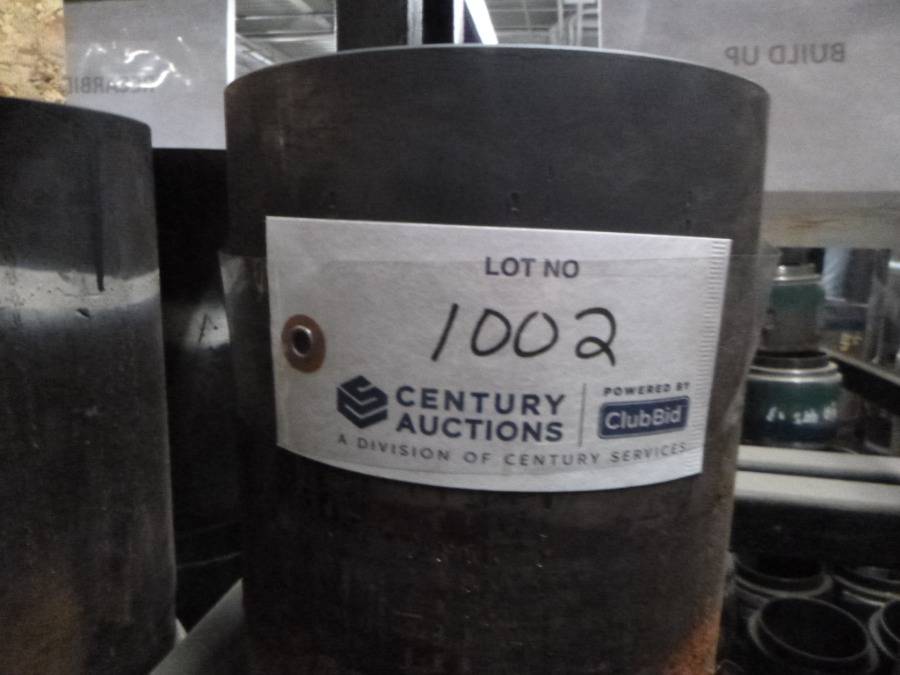 BUILD UP
LOT NO
1002
CENTURY
AUCTIONS
POWERED BY
ClubBid
A DIVISION OF CENTURY SERVICES